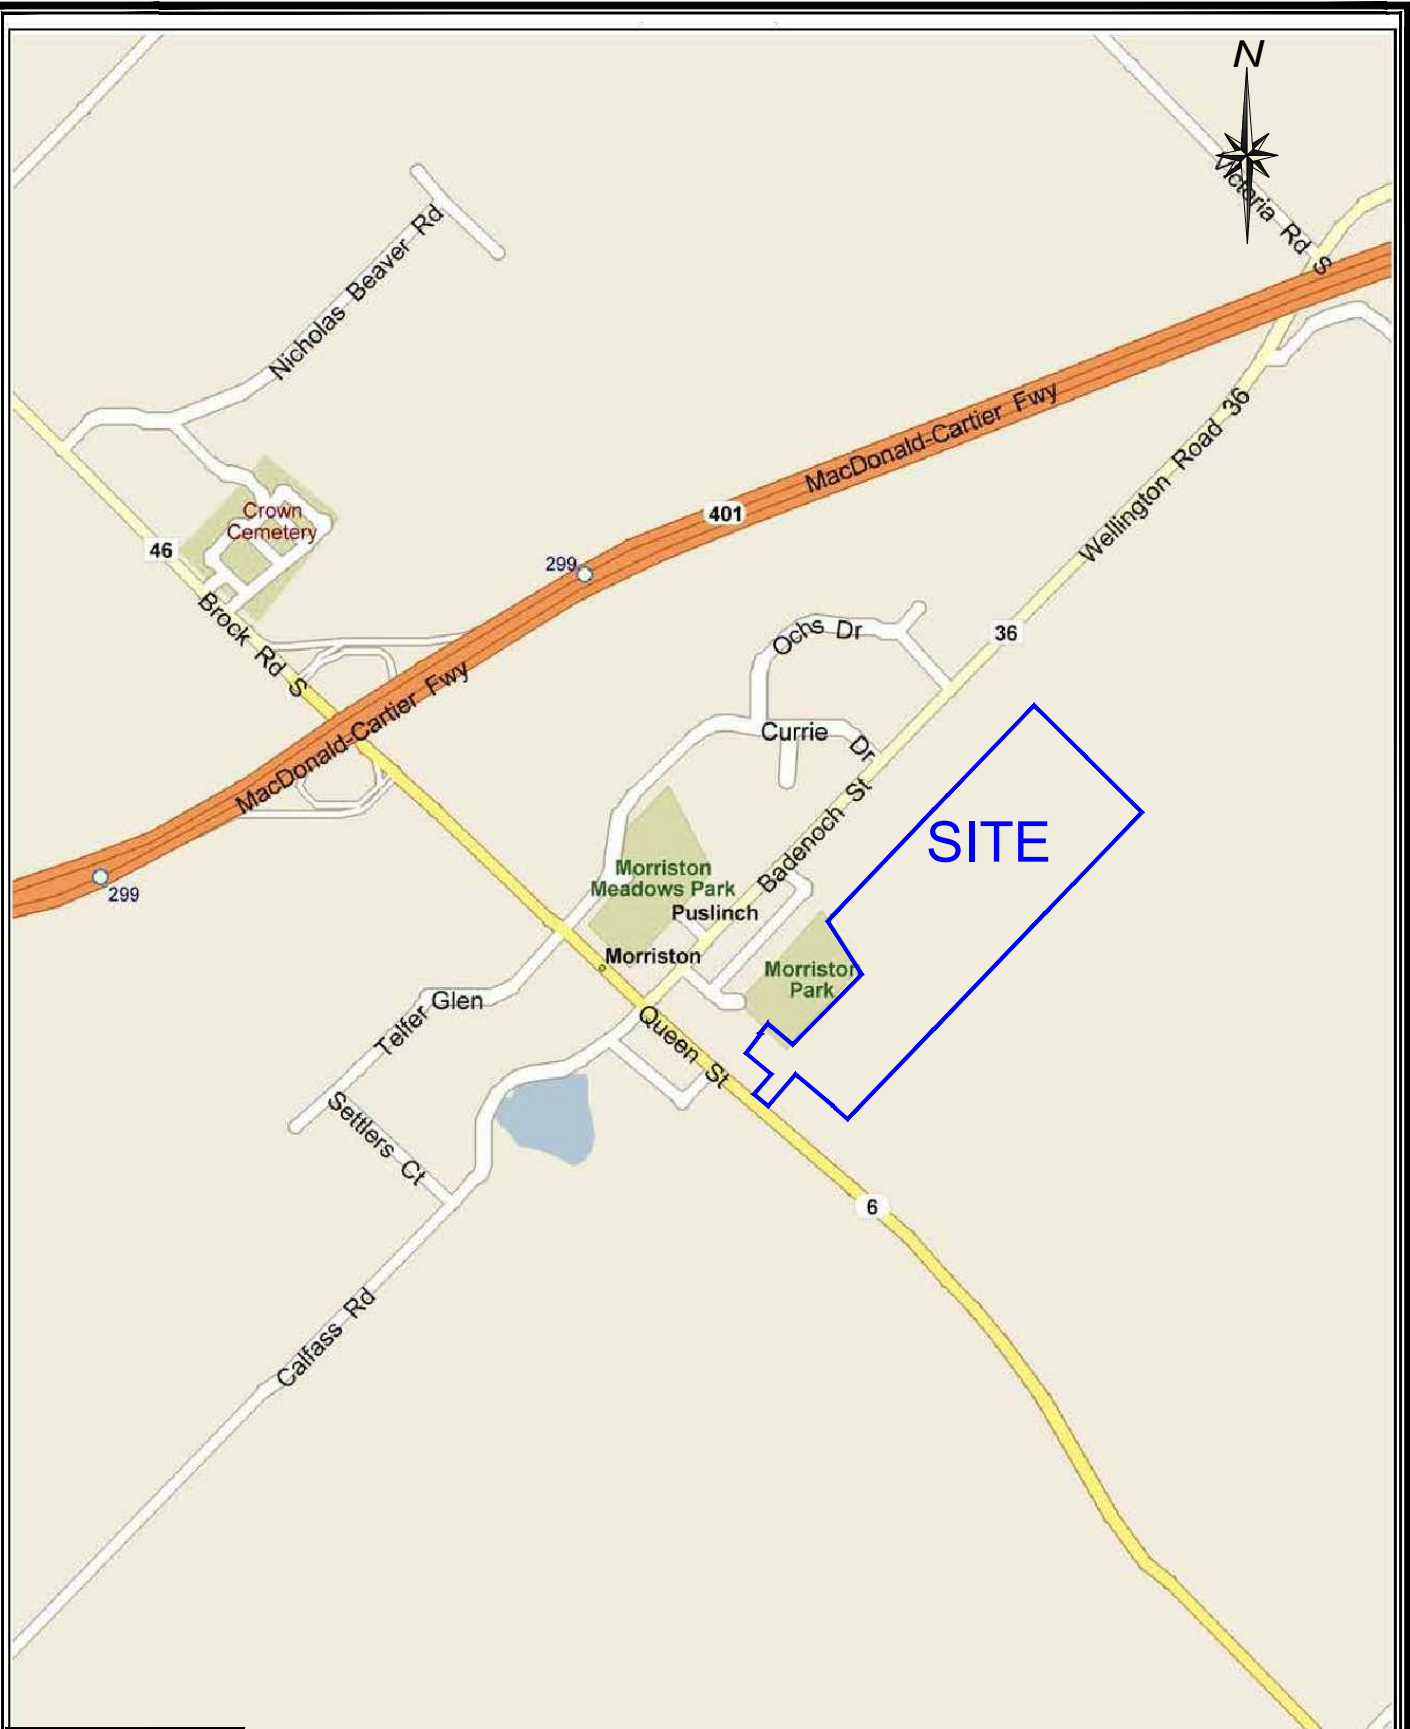 N
Victoria Rd S
Nicholas Beaver Rd
MacDonald-Cartier Fwy
Wellington Road 36
Crown
Cemetery
401
46
299
Brock Rd S
Ochs Dr
36
MacDonald-Cartier Fwy
Currie Dr
Badenoch St
SITE
Morriston
Meadows Park
299
Puslinch
Morriston
Morriston
Park
Telfer Glen
Queen St
Settlers Ct
6
Calfass Rd